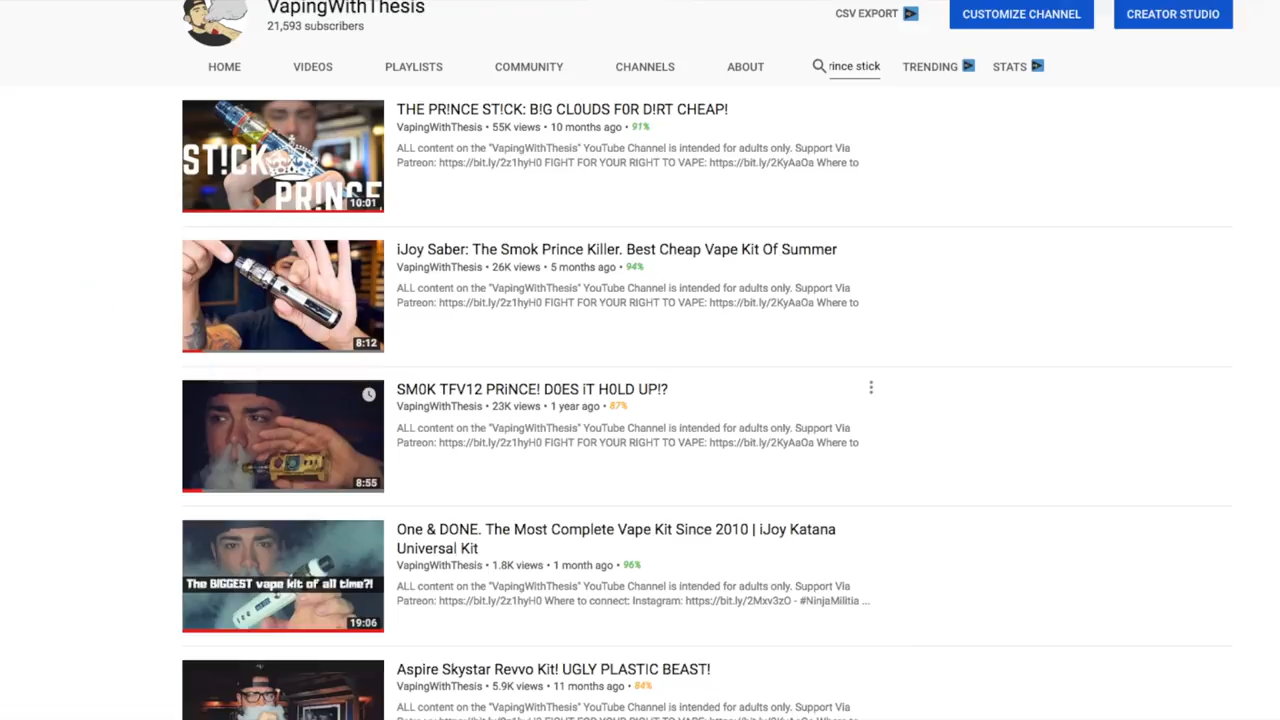 VapingWithThesis
21,593 subscribers
CSV EXPORT
CUSTOMIZE CHANNEL
CREATOR STUDIO
HOME
VIDEOS
PLAYLISTS
COMMUNITY
CHANNELS
ABOUT
rince stick
TRENDING
STATS
ST!CK
PR!NCE
10:01
THE PR!NCE ST!CK: B!G CL0UDS F0R D!RT CHEAP!
VapingWithThesis • 55K views • 10 months ago • 91%
ALL content on the "VapingWithThesis" YouTube Channel is intended for adults only. Support Via
Patreon: https://bit.ly/2z1hyH0 FIGHT FOR YOUR RIGHT TO VAPE: https://bit.ly/2KyAaOa Where to
8:12
iJoy Saber: The Smok Prince Killer. Best Cheap Vape Kit Of Summer
VapingWithThesis • 26K views • 5 months ago • 94%
ALL content on the "VapingWithThesis" YouTube Channel is intended for adults only. Support Via
Patreon: https://bit.ly/2z1hyH0 FIGHT FOR YOUR RIGHT TO VAPE: https://bit.ly/2KyAaOa Where to
8:55
SM0K TFV12 PRiNCE! D0ES iT H0LD UP!?
VapingWithThesis • 23K views • 1 year ago • 87%
ALL content on the "VapingWithThesis" YouTube Channel is intended for adults only. Support Via
Patreon: https://bit.ly/2z1hyH0 FIGHT FOR YOUR RIGHT TO VAPE: https://bit.ly/2KyAaOa Where to
The BIGGEST vape kit of all time?!
19:06
One & DONE. The Most Complete Vape Kit Since 2010 | iJoy Katana
Universal Kit
VapingWithThesis • 1.8K views • 1 month ago • 96%
ALL content on the "VapingWithThesis" YouTube Channel is intended for adults only. Support Via
Patreon: https://bit.ly/2z1hyH0 Where to connect: Instagram: https://bit.ly/2Mxv3zO - #NinjaMilitia ...
Aspire Skystar Revvo Kit! UGLY PLASTIC BEAST!
VapingWithThesis • 5.9K views • 11 months ago • 84%
ALL content on the "VapingWithThesis" YouTube Channel is intended for adults only. Support Via